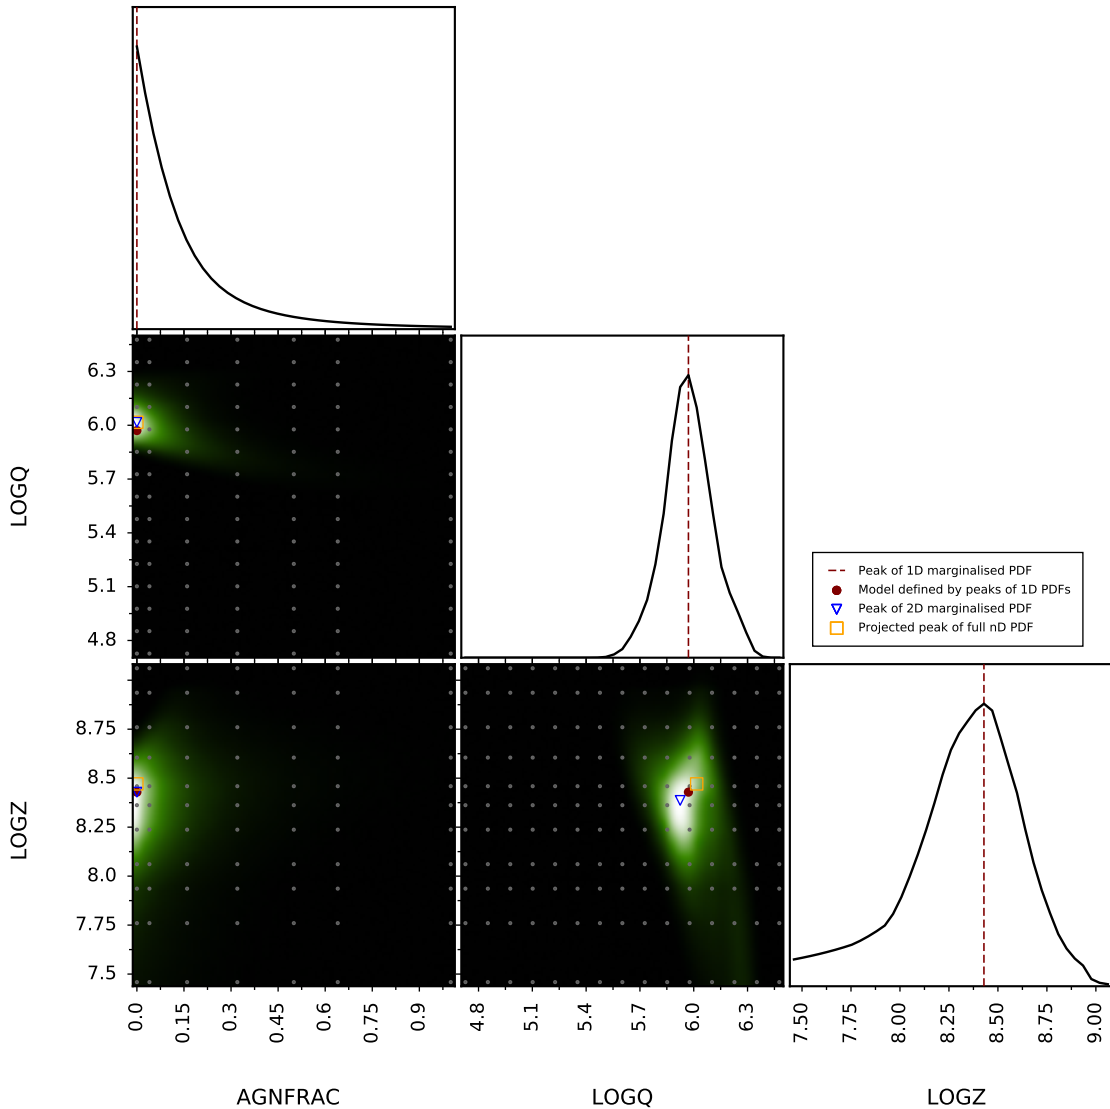 6.3
6.0
5.7
5.4
5.1
4.8
LOGQ
Peak of 1D marginalised PDF
Model defined by peaks of 1D PDFs
Peak of 2D marginalised PDF
Projected peak of full nD PDF
8.75
8.5
8.25
8.0
7.75
7.5
LOGZ
0.0 0.15 0.3 0.45 0.6 0.75 0.9
4.8 5.1 5.4 5.7 6.0 6.3
7.50 7.75 8.00 8.25 8.50 8.75 9.00
AGNFRAC
LOGQ
LOGZ